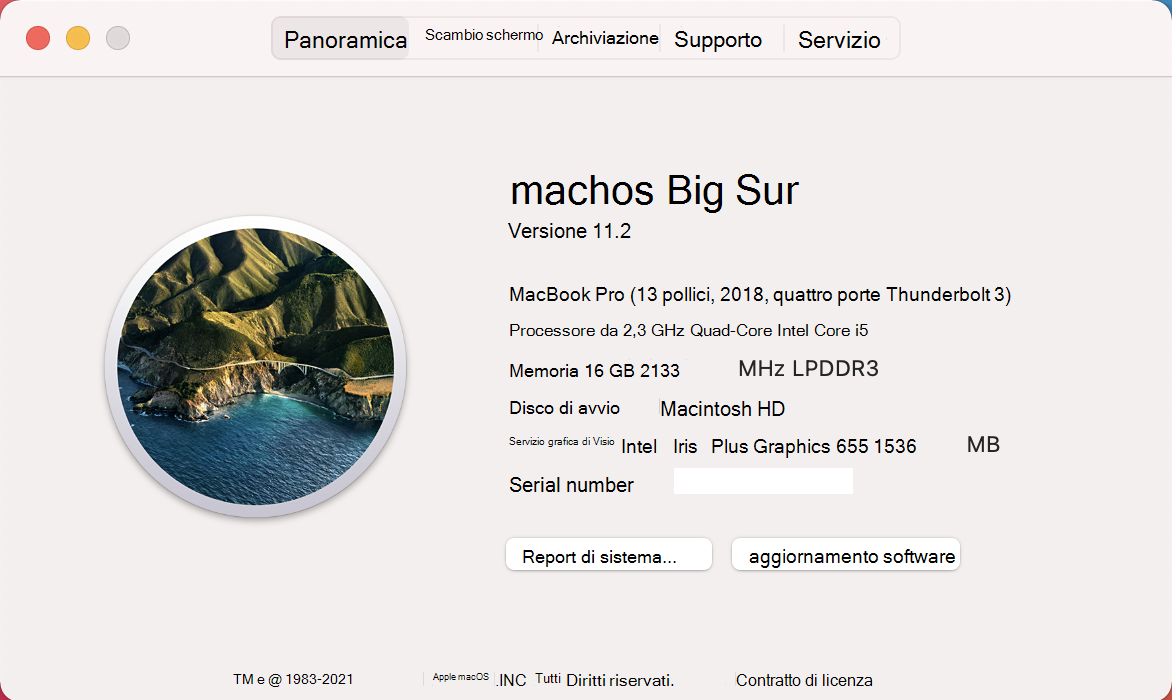 Panoramica Scambio schermo Archiviazione Supporto Servizio
machos Big Sur
Versione 11.2
MacBook Pro (13 pollici, 2018, quattro porte Thunderbolt 3)
Processore da 2,3 GHz Quad-Core Intel Core i5
Memoria 16 GB 2133 MHz LPDDR3
Disco di avvio Macintosh HD
Servizio grafica di Visio Intel Iris Plus Graphics 655 1536 MB
Serial number
Report di sistema... aggiornamento software
TM e @ 1983-2021 Apple macOS .INC Tutti Diritti riservati. Contratto di licenza